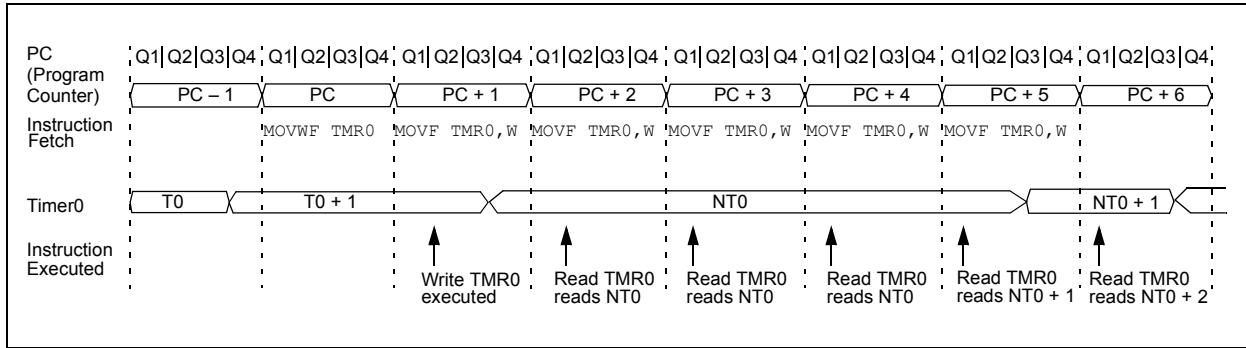 PC
(Program
Counter)
Q1|Q2|Q3|Q4 Q1|Q2|Q3|Q4 Q1|Q2|Q3|Q4 Q1|Q2|Q3|Q4 Q1|Q2|Q3|Q4 Q1|Q2|Q3|Q4 Q1|Q2|Q3|Q4 Q1|Q2|Q3|Q4
PC – 1 PC PC + 1 PC + 2 PC + 3 PC + 4 PC + 5 PC + 6
Instruction
Fetch
MOVWF TMR0 MOVF TMR0,W MOVF TMR0,W MOVF TMR0,W MOVF TMR0,W MOVF TMR0,W
Timer0
T0 T0 + 1 NT0 NT0 + 1
Instruction
Executed
Write TMR0
executed
Read TMR0
reads NT0
Read TMR0
reads NT0
Read TMR0
reads NT0
Read TMR0
reads NT0 + 1
Read TMR0
reads NT0 + 2